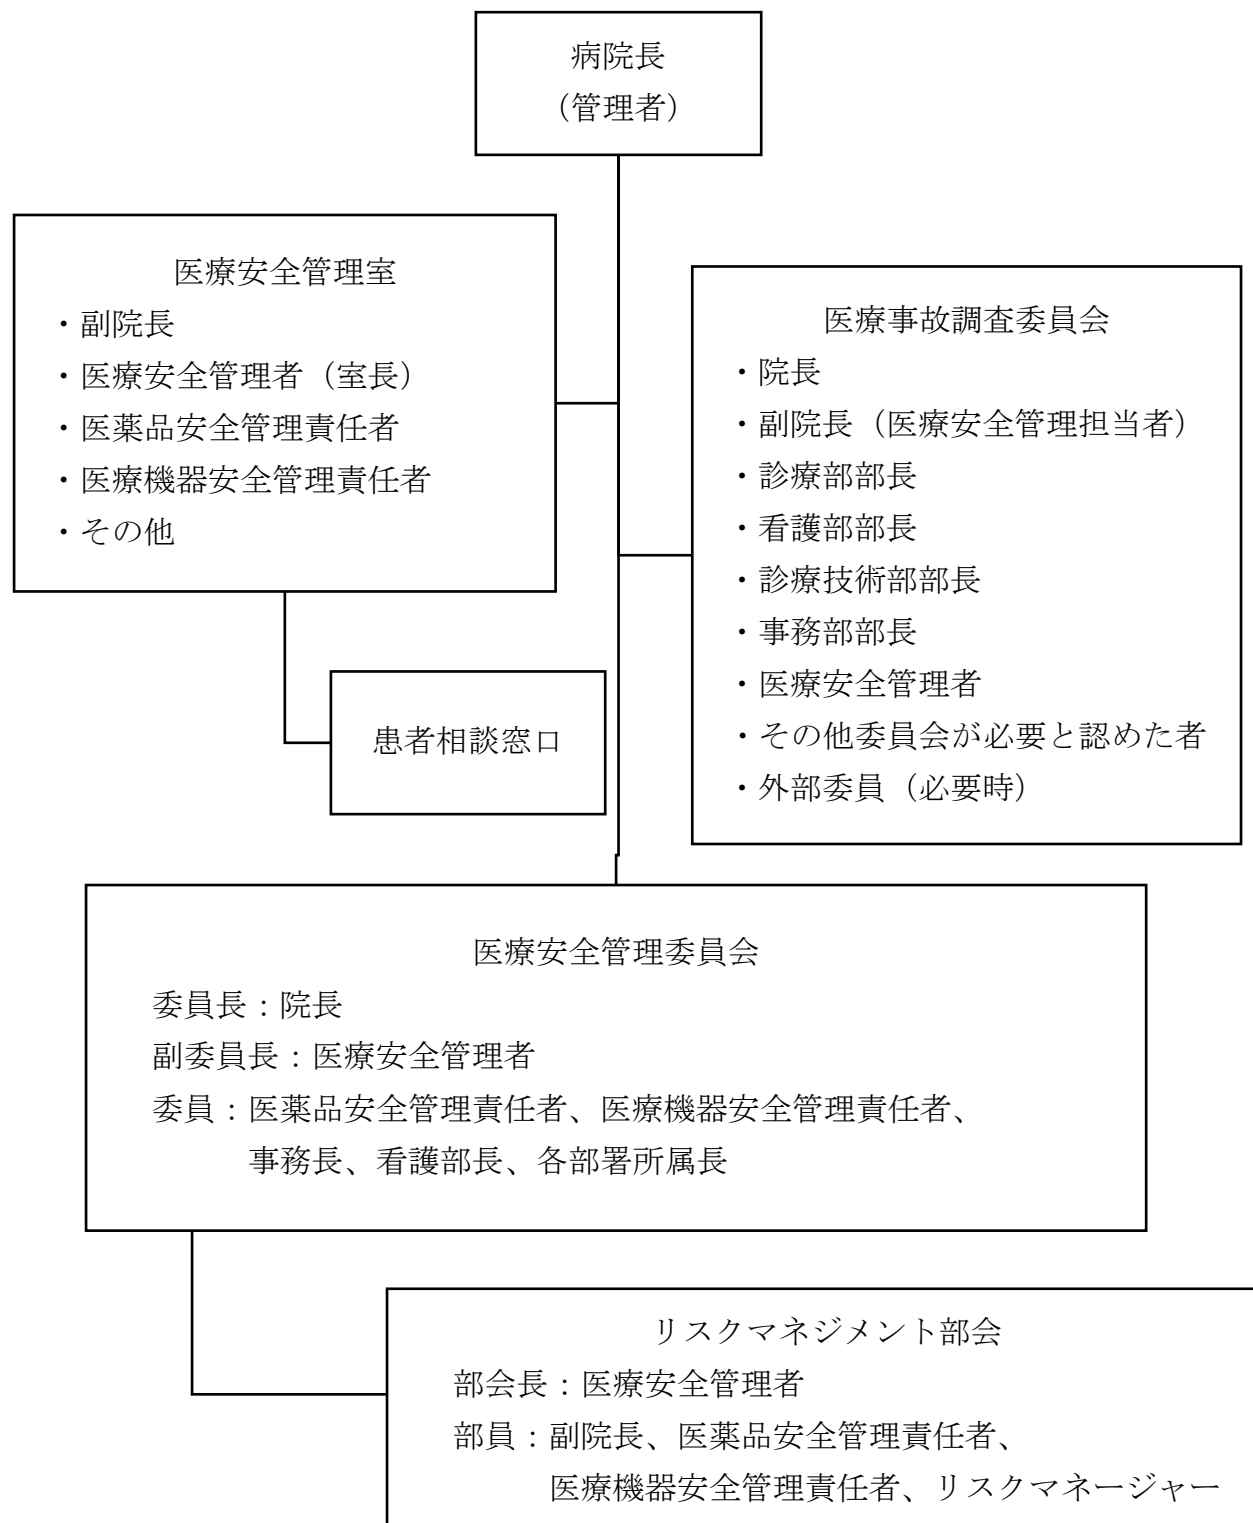 病院長
（管理者）
医療安全管理室
・副院長
・医療安全管理者（室長）
・医薬品安全管理責任者
・医療機器安全管理責任者
・その他
医療事故調査委員会
・院長
・副院長（医療安全管理担当者）
・診療部部長
・看護部部長
・診療技術部部長
・事務部部長
・医療安全管理者
・その他委員会が必要と認めた者
・外部委員（必要時）
患者相談窓口
医療安全管理委員会
委員長：院長
副委員長：医療安全管理者
委員：医薬品安全管理責任者、医療機器安全管理責任者、
事務長、看護部長、各部署所属長
リスクマネジメント部会
部会長：医療安全管理者
部員：副院長、医薬品安全管理責任者、
医療機器安全管理責任者、リスクマネージャー